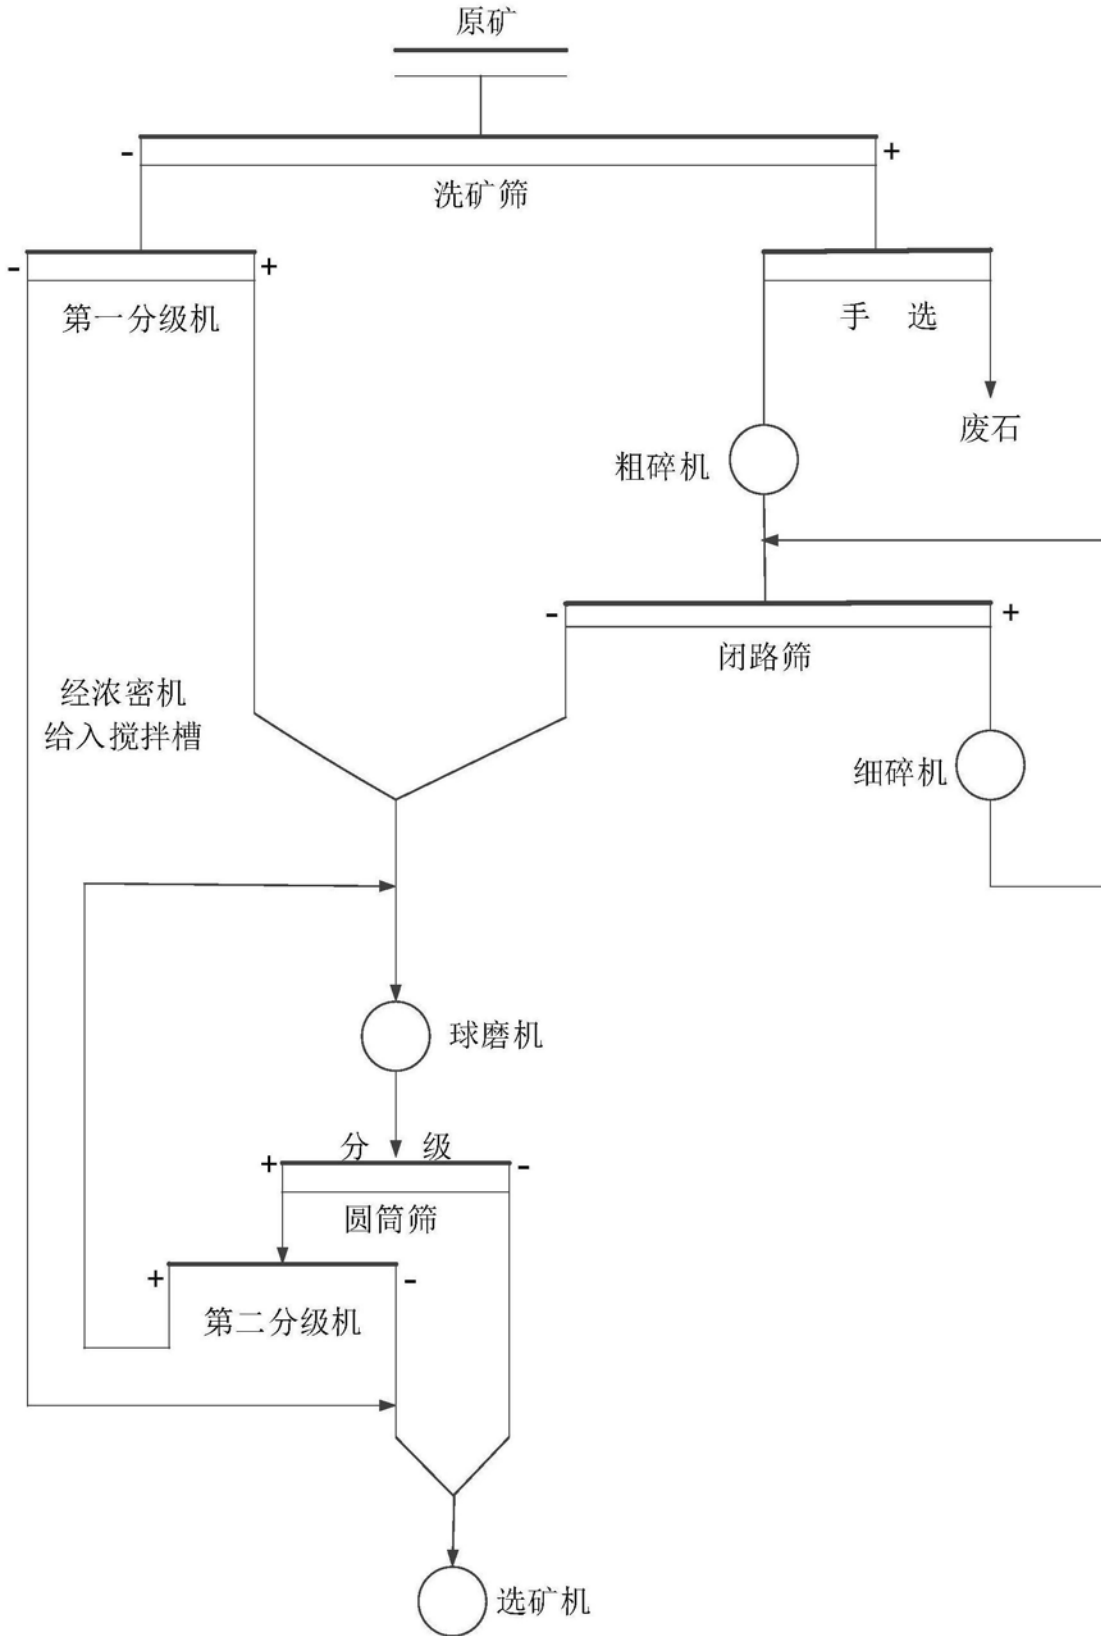 原矿
- +
洗矿筛
- +
第一分级机
手 选
废石
粗碎机
- +
闭路筛
经浓密机
给入搅拌槽
细碎机
球磨机
分 级
+ -
圆筒筛
+ -
第二分级机
选矿机